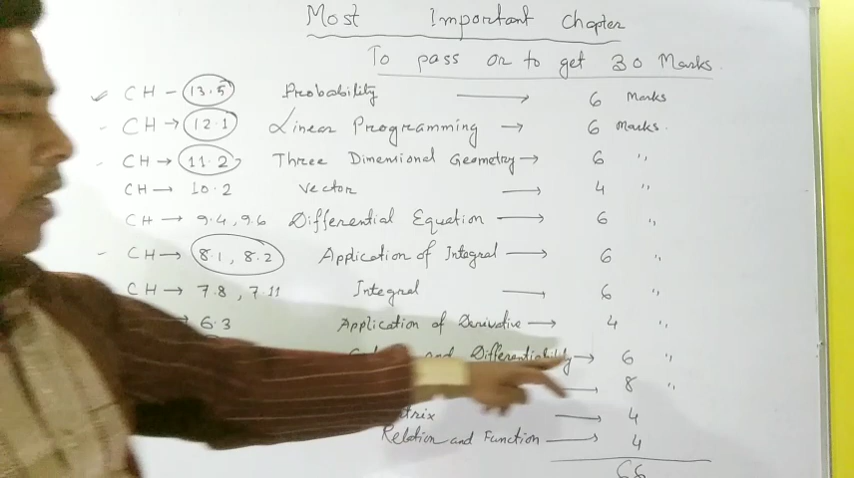 Most Important Chapter
To pass or to get 30 Marks
CH - 13.5 Probability → 6 Marks
CH → 12.1 Linear Programming → 6 Marks.
CH → 11.2 Three Dimensional Geometry → 6 "
CH → 10.2 Vector → 4 "
CH → 9.4, 9.6 Differential Equation → 6 "
CH → 8.1, 8.2 Application of Integral → 6 "
CH → 7.8, 7.11 Integral → 6 "
→ 6.3 Application of Derivative → 4 "
and Differentiability → 6 "
→ 8 "
trix → 4
Relation and Function → 4
66